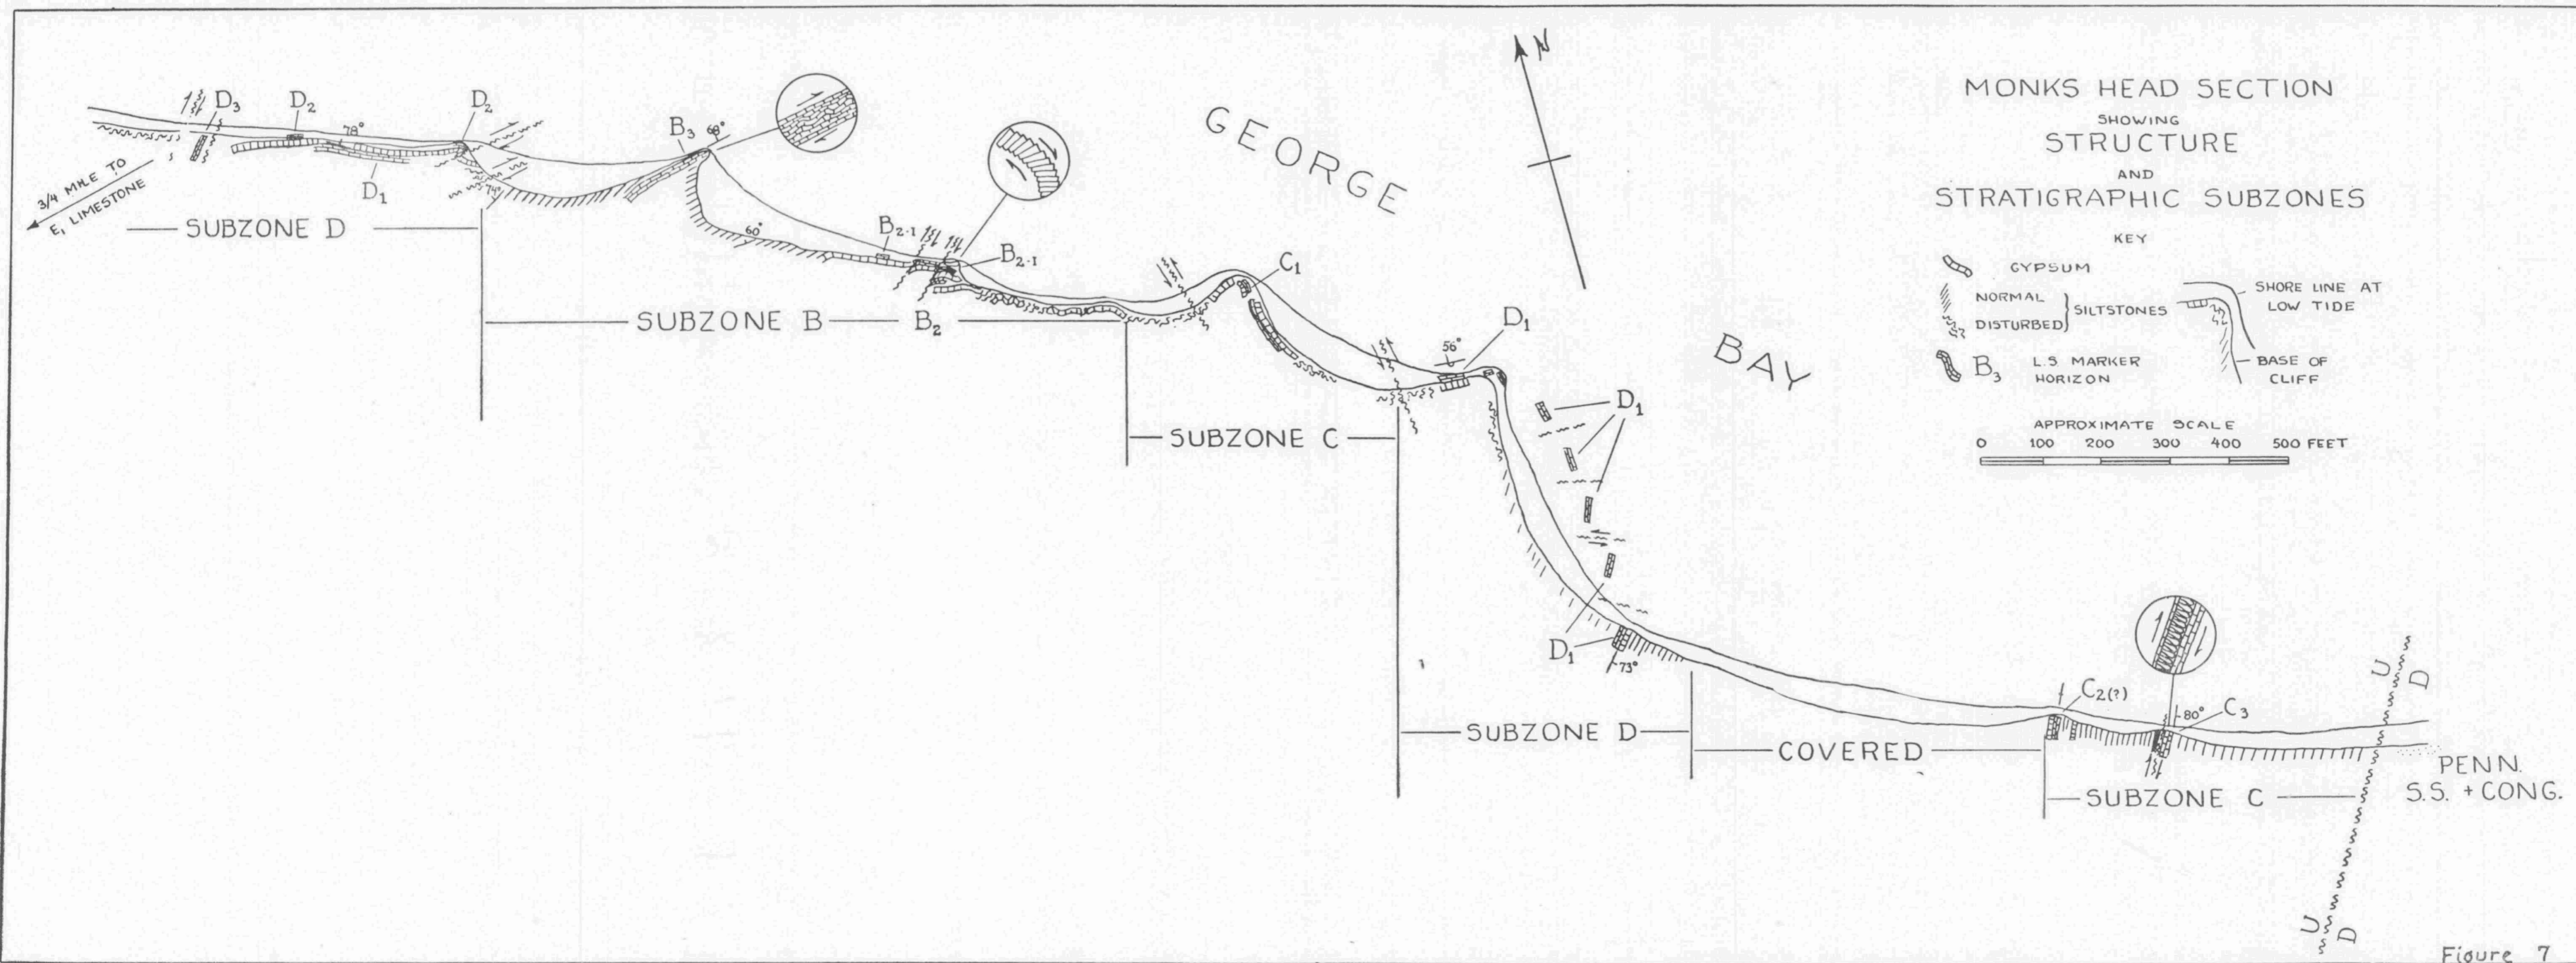 MONKS HEAD SECTION
SHOWING
STRUCTURE
AND
STRATIGRAPHIC SUBZONES
KEY
GYPSUM
NORMAL
DISTURBED
SILTSTONES
B3 L.S MARKER
HORIZON
SHORE LINE AT
LOW TIDE
BASE OF
CLIFF
APPROXIMATE SCALE
0 100 200 300 400 500 FEET
N
GEORGE
BAY
3/4 MILE TO
E1 LIMESTONE
D3
D2
78°
D1
D2
74°
SUBZONE D
B3
68°
60°
B2-1
B2-1
SUBZONE B
B2
C1
SUBZONE C
56°
D1
D1
D1
73°
SUBZONE D
COVERED
C2(?)
80°
C3
SUBZONE C
U
D
PENN.
S.S. + CONG.
U
D
Figure 7